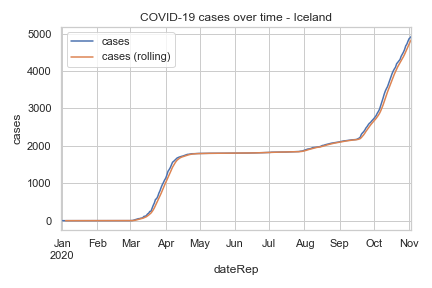 COVID-19 cases over time - Iceland
cases
cases (rolling)
5000
4000
3000
2000
1000
0
cases
Jan Feb Mar Apr May Jun Jul Aug Sep Oct Nov
2020
dateRep